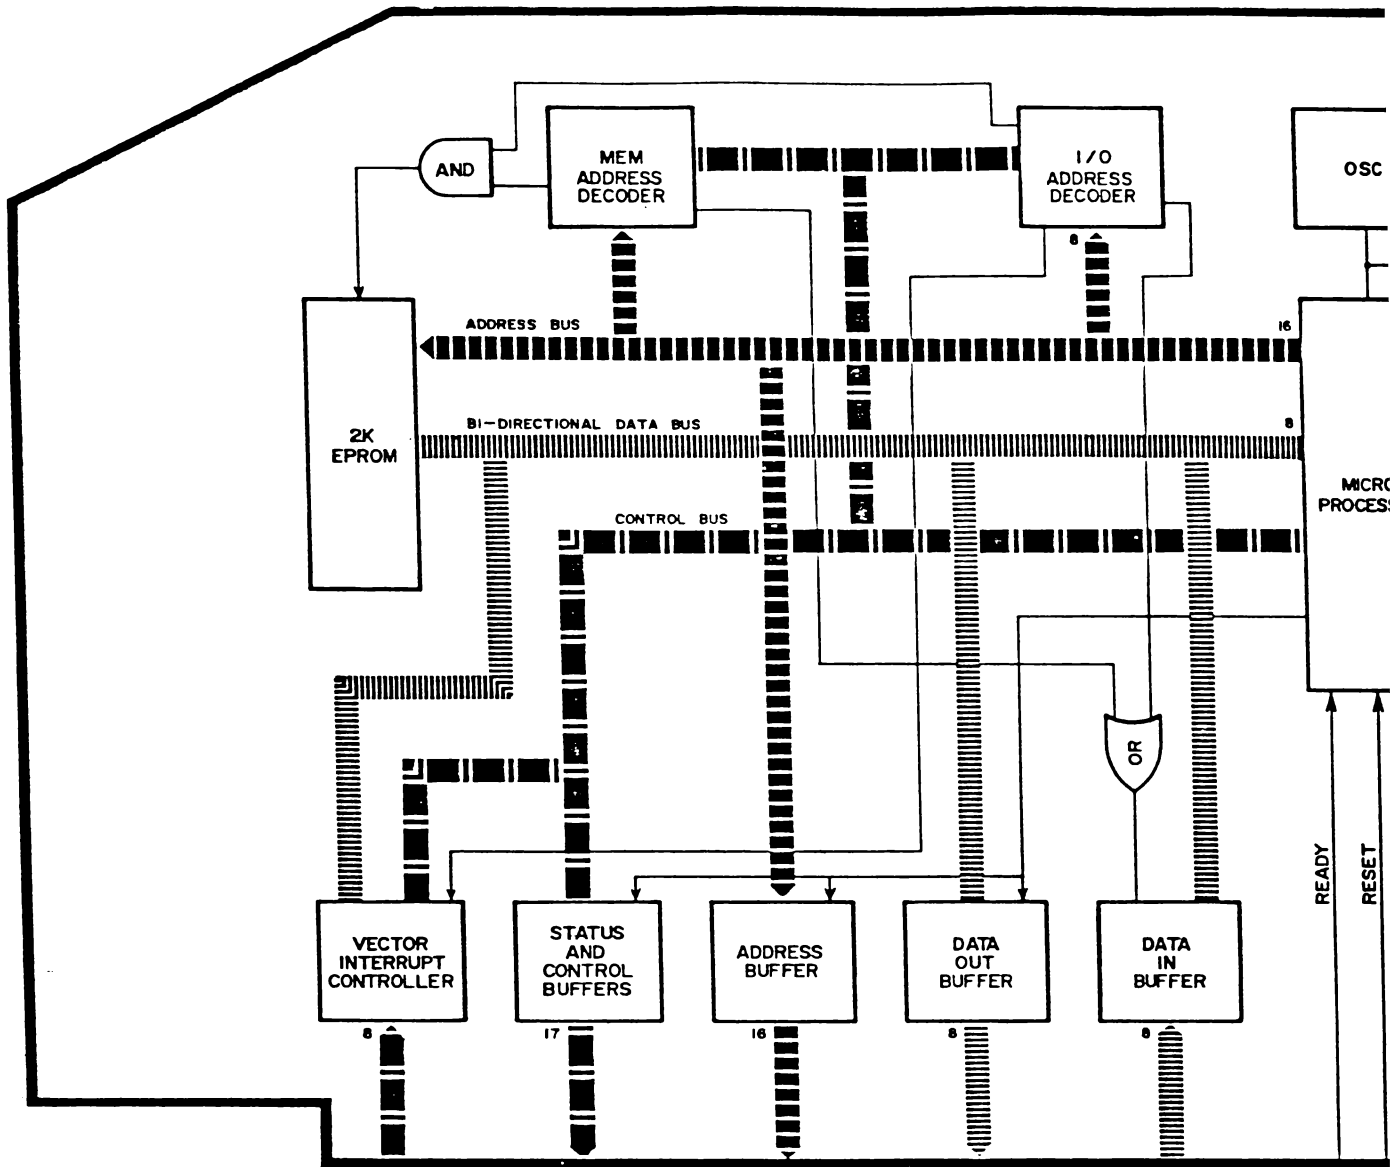 MEM
ADDRESS
DECODER
I/O
ADDRESS
DECODER
OSC
AND
8
ADDRESS BUS
16
2K
EPROM
BI-DIRECTIONAL DATA BUS
8
MICRO
PROCESS
CONTROL BUS
OR
READY
RESET
VECTOR
INTERRUPT
CONTROLLER
STATUS
AND
CONTROL
BUFFERS
ADDRESS
BUFFER
DATA
OUT
BUFFER
DATA
IN
BUFFER
8
17
16
8
8